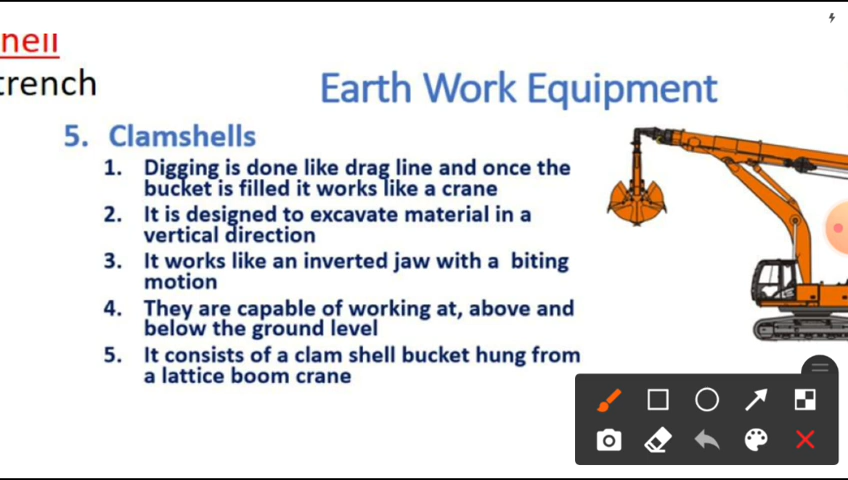 nell
trench
Earth Work Equipment
5. Clamshells
1. Digging is done like drag line and once the
bucket is filled it works like a crane
2. It is designed to excavate material in a
vertical direction
3. It works like an inverted jaw with a biting
motion
4. They are capable of working at, above and
below the ground level
5. It consists of a clam shell bucket hung from
a lattice boom crane